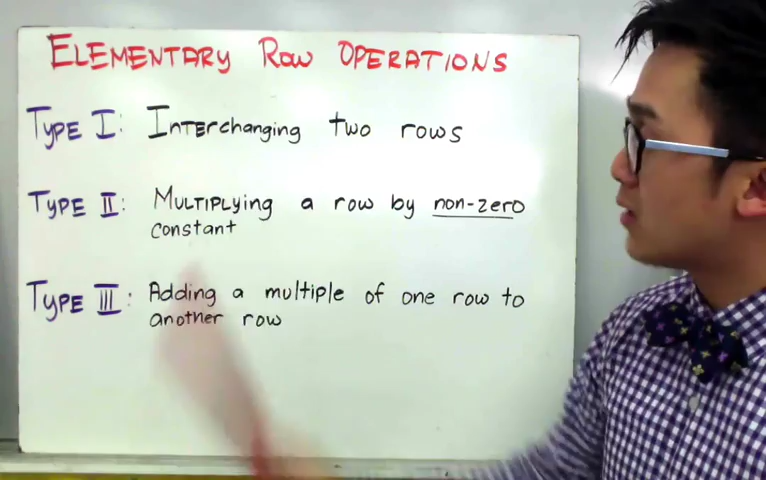 ELEMENTARY ROW OPERATIONS
TYPE I: INTERchanging two rows
TYPE II: MULTIPLying a row by non-zero
constant
TYPE III: Adding a multiple of one row to
another row